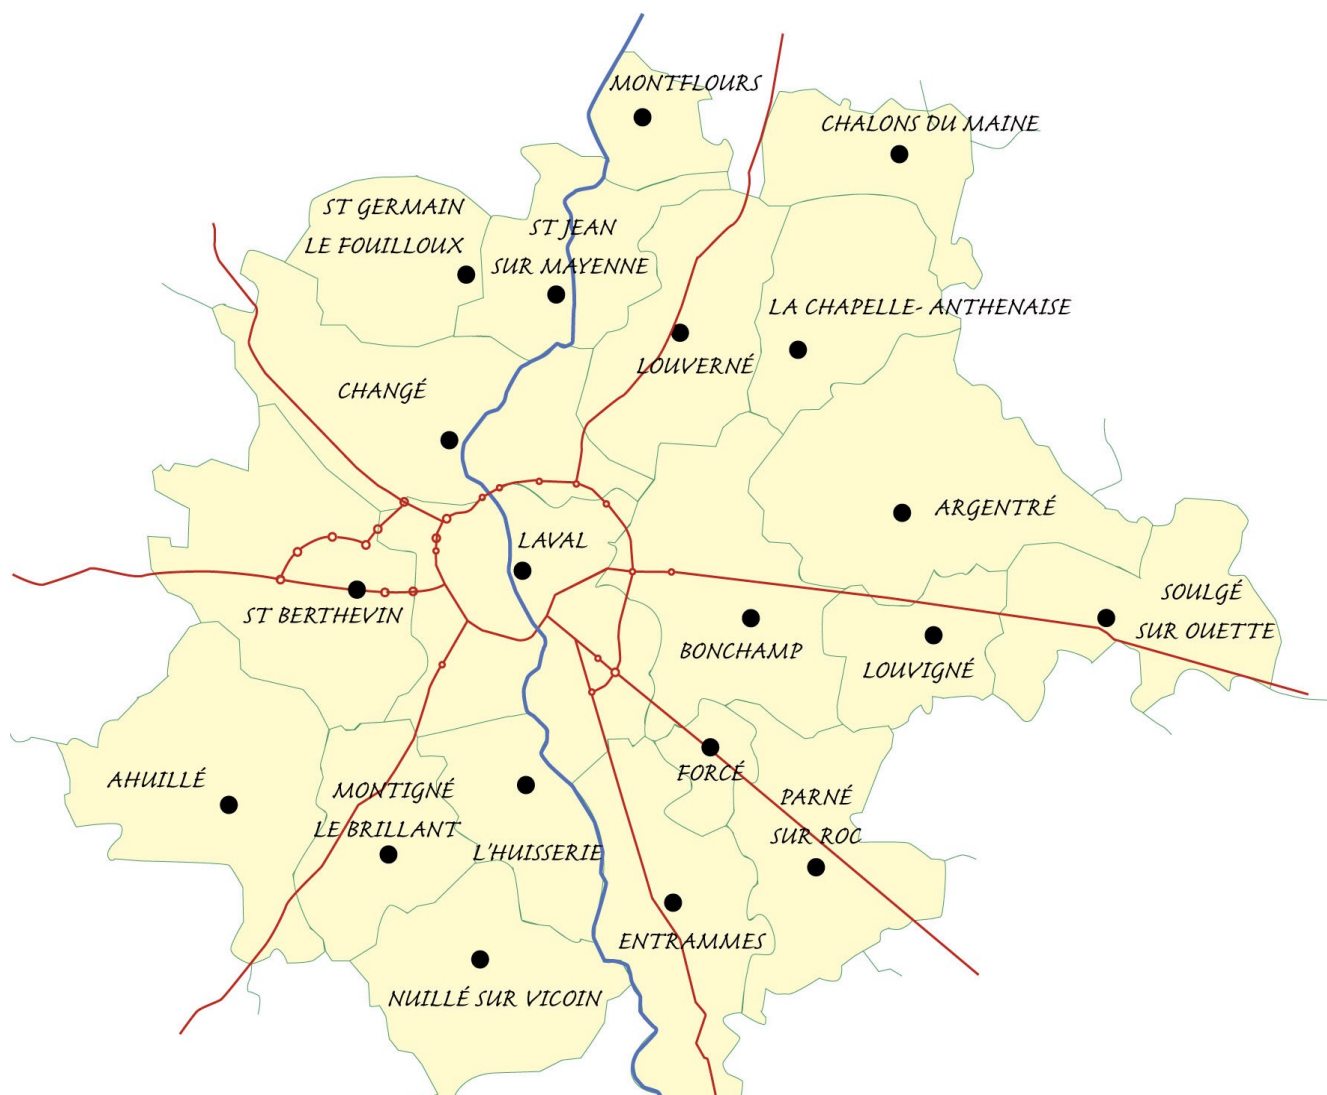 MONTFLOURS
CHALONS DU MAINE
ST GERMAIN
LE FOUILLOUX
ST JEAN
SUR MAYENNE
LA CHAPELLE- ANTHENAISE
LOUVERNÉ
CHANGÉ
ARGENTRÉ
LAVAL
SOULGÉ
SUR OUETTE
ST BERTHEVIN
BONCHAMP
LOUVIGNÉ
AHUILLÉ
MONTIGNÉ
LE BRILLANT
FORCÉ
PARNÉ
SUR ROC
L'HUISSERIE
ENTRAMMES
NUILLÉ SUR VICOIN